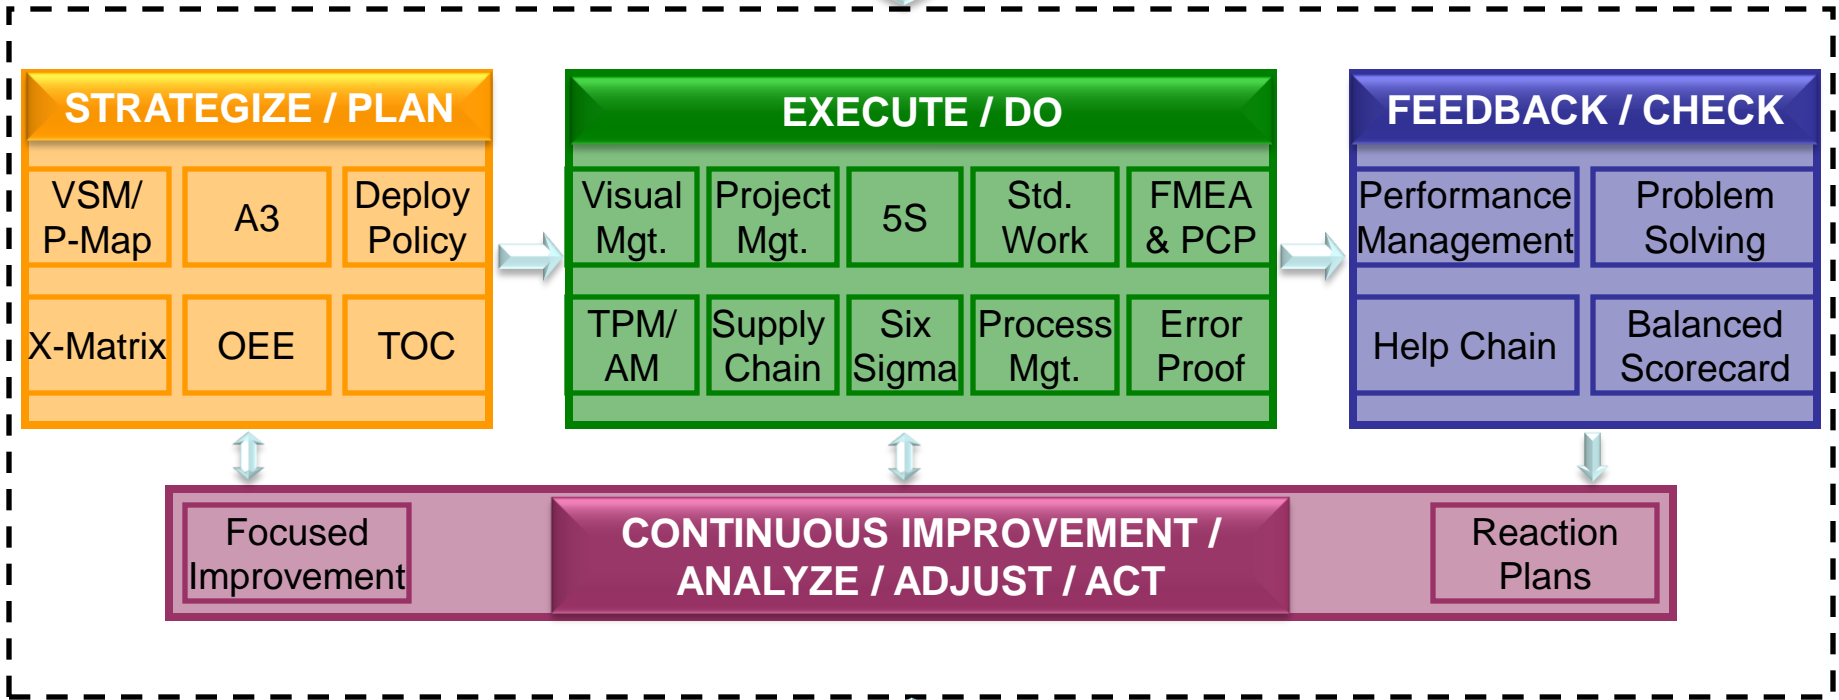 STRATEGIZE / PLAN
VSM/
P-Map
A3
Deploy
Policy
X-Matrix
OEE
TOC
EXECUTE / DO
Visual
Mgt.
Project
Mgt.
5S
Std.
Work
FMEA
& PCP
TPM/
AM
Supply
Chain
Six
Sigma
Process
Mgt.
Error
Proof
FEEDBACK / CHECK
Performance
Management
Problem
Solving
Help Chain
Balanced
Scorecard
Focused
Improvement
CONTINUOUS IMPROVEMENT /
ANALYZE / ADJUST / ACT
Reaction
Plans